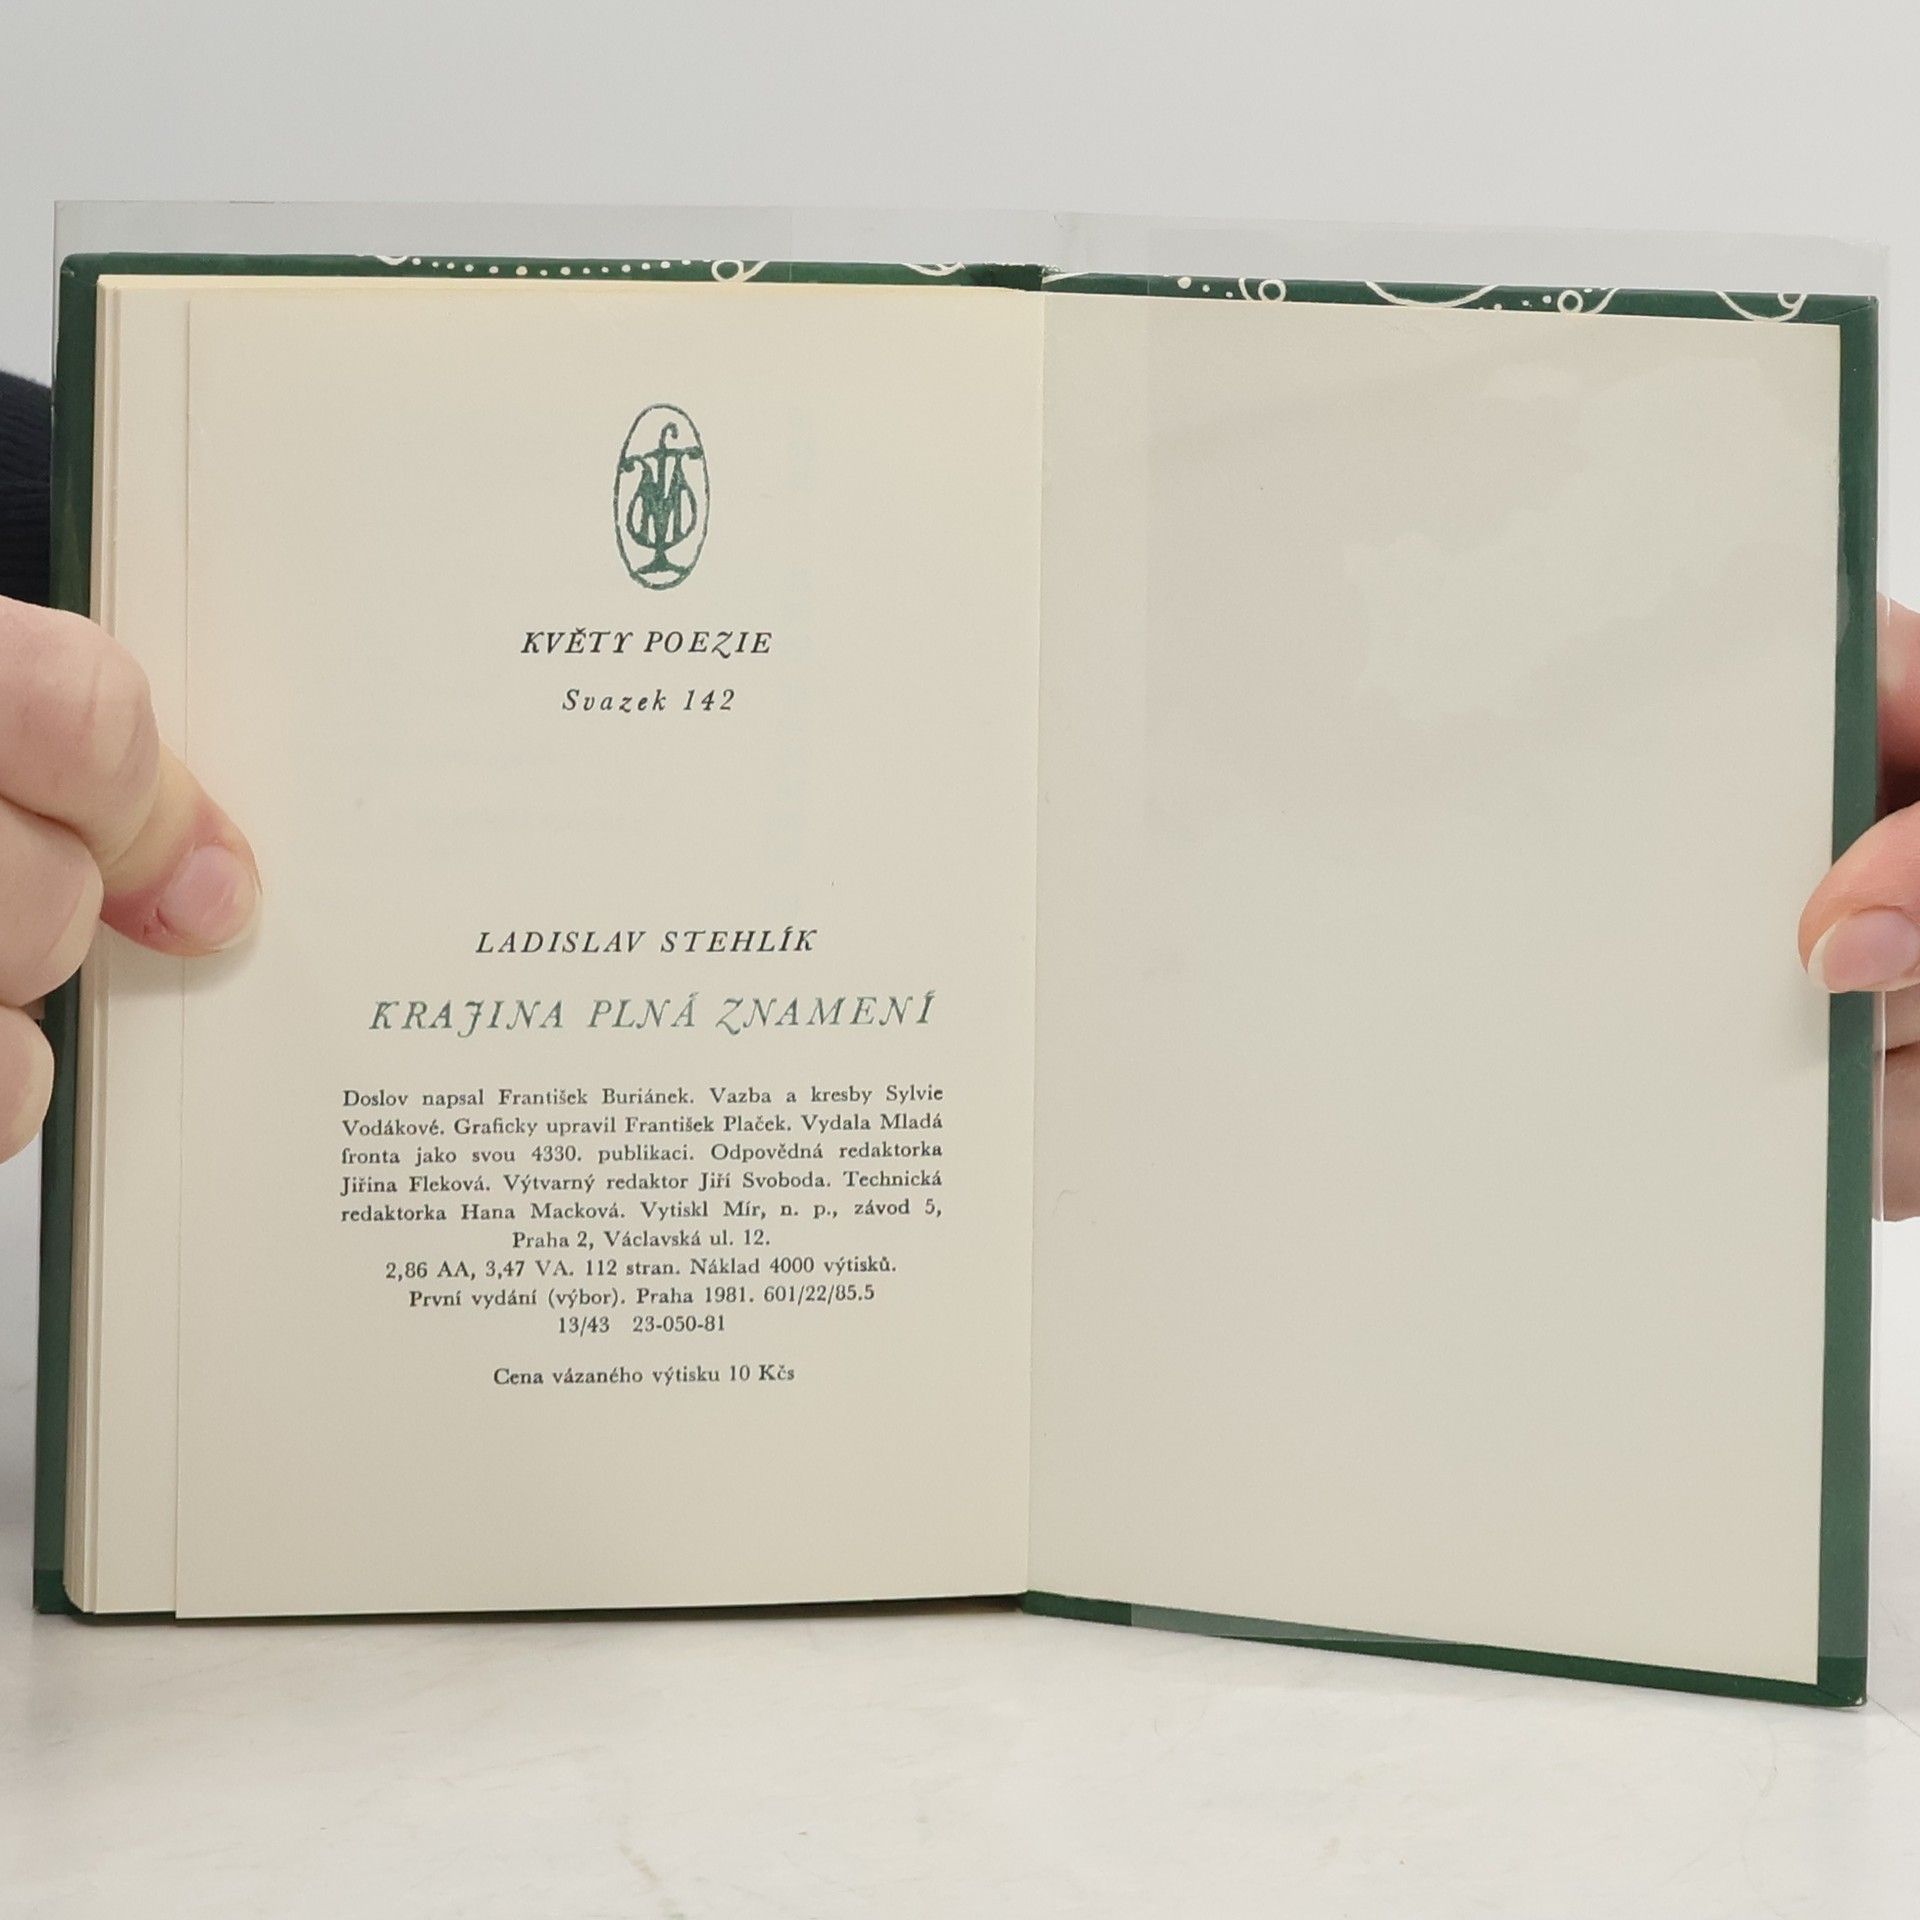 KVĚTY POEZIE
Svazek 142
LADISLAV STEHLÍK
KRAJINA PLNÁ ZNAMENÍ
Doslov napsal František Buriánek. Vazba a kresby Sylvie
Vodákové. Graficky upravil František Plaček. Vydala Mladá
fronta jako svou 4330. publikaci. Odpovědná redaktorka
Jiřina Fleková. Výtvarný redaktor Jiří Svoboda. Technická
redaktorka Hana Macková. Vytiskl Mír, n. p., závod 5,
Praha 2, Václavská ul. 12.
2,86 AA, 3,47 VA. 112 stran. Náklad 4000 výtisků.
První vydání (výbor). Praha 1981. 601/22/85.5
13/43 23-050-81
Cena vázaného výtisku 10 Kčs